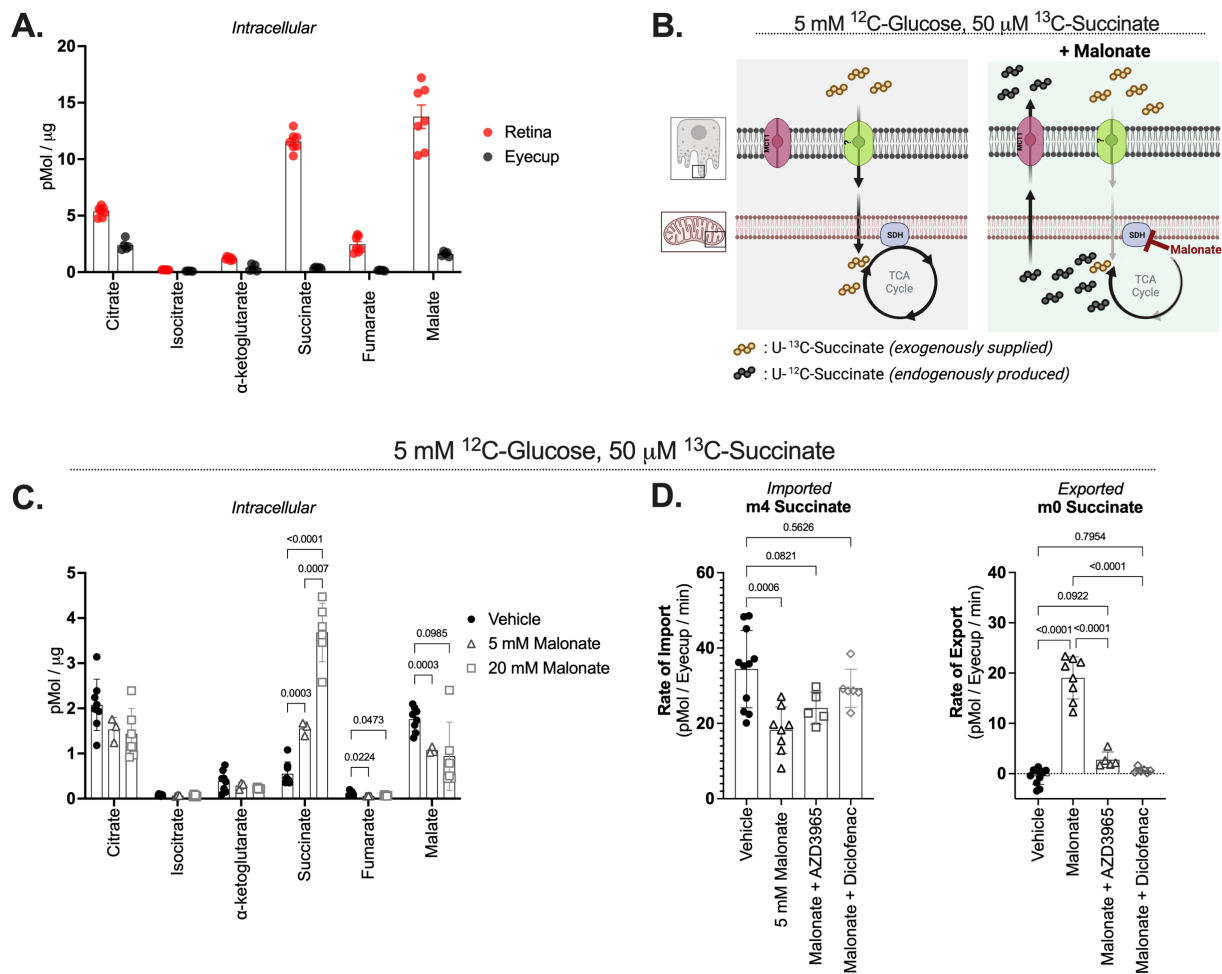 A.
Intracellular
pMol / µg
20
15
10
5
0
Retina
Eyecup
Citrate
Isocitrate
α-ketoglutarate
Succinate
Fumarate
Malate
B.
5 mM ¹²C-Glucose, 50 µM ¹³C-Succinate
+ Malonate
MCT1
?
SDH
TCA
Cycle
MCT1
?
SDH
Malonate
TCA
Cycle
: U-¹³C-Succinate (exogenously supplied)
: U-¹²C-Succinate (endogenously produced)
5 mM ¹²C-Glucose, 50 µM ¹³C-Succinate
C.
Intracellular
pMol / µg
5
4
3
2
1
0
<0.0001
0.0007
0.0003
0.0473
0.0224
0.0985
0.0003
Vehicle
5 mM Malonate
20 mM Malonate
Citrate
Isocitrate
α-ketoglutarate
Succinate
Fumarate
Malate
D.
Imported
m4 Succinate
Rate of Import
(pMol / Eyecup / min)
60
40
20
0
0.5626
0.0821
0.0006
Vehicle
5 mM Malonate
Malonate + AZD3965
Malonate + Diclofenac
Exported
m0 Succinate
Rate of Export
(pMol / Eyecup / min)
40
30
20
10
0
0.7954
<0.0001
0.0922
<0.0001
<0.0001
Vehicle
Malonate
Malonate + AZD3965
Malonate + Diclofenac